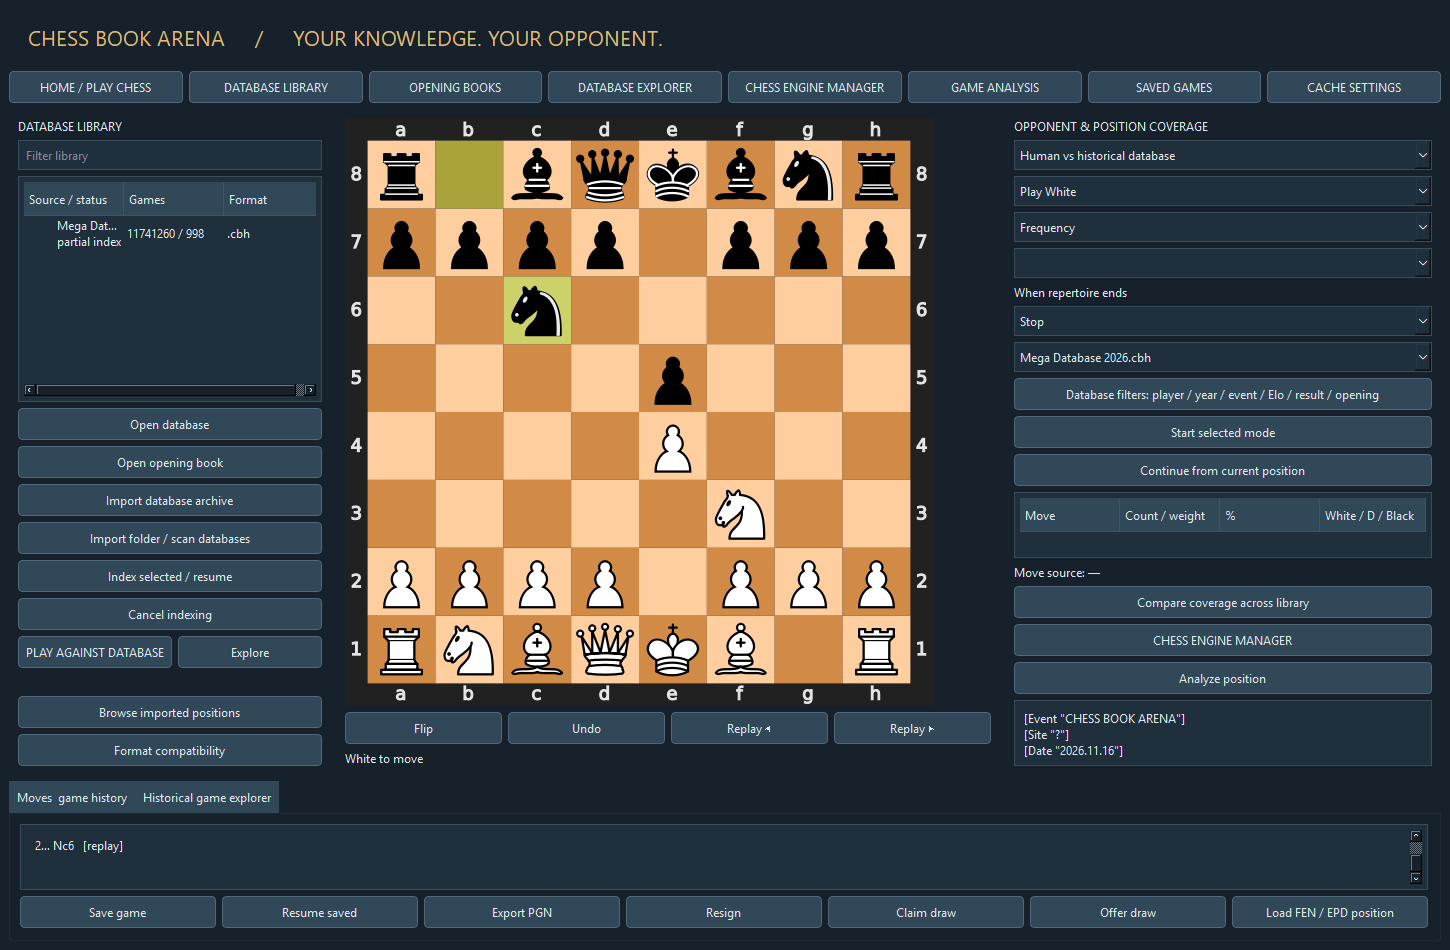 CHESS BOOK ARENA / YOUR KNOWLEDGE. YOUR OPPONENT.
HOME / PLAY CHESS
DATABASE LIBRARY
OPENING BOOKS
DATABASE EXPLORER
CHESS ENGINE MANAGER
GAME ANALYSIS
SAVED GAMES
CACHE SETTINGS
DATABASE LIBRARY
Filter library
Source / status Games Format
Mega Dat... 11741260 / 998 .cbh
partial index
Open database
Open opening book
Import database archive
Import folder / scan databases
Index selected / resume
Cancel indexing
PLAY AGAINST DATABASE
Explore
Browse imported positions
Format compatibility
a b c d e f g h
8 8
7 7
6 6
5 5
4 4
3 3
2 2
1 1
a b c d e f g h
Flip
Undo
Replay
Replay
White to move
OPPONENT & POSITION COVERAGE
Human vs historical database
Play White
Frequency
When repertoire ends
Stop
Mega Database 2026.cbh
Database filters: player / year / event / Elo / result / opening
Start selected mode
Continue from current position
Move Count / weight % White / D / Black
Move source: —
Compare coverage across library
CHESS ENGINE MANAGER
Analyze position
[Event "CHESS BOOK ARENA"]
[Site "?"]
[Date "2026.11.16"]
Moves game history
Historical game explorer
2... Nc6 [replay]
Save game
Resume saved
Export PGN
Resign
Claim draw
Offer draw
Load FEN / EPD position